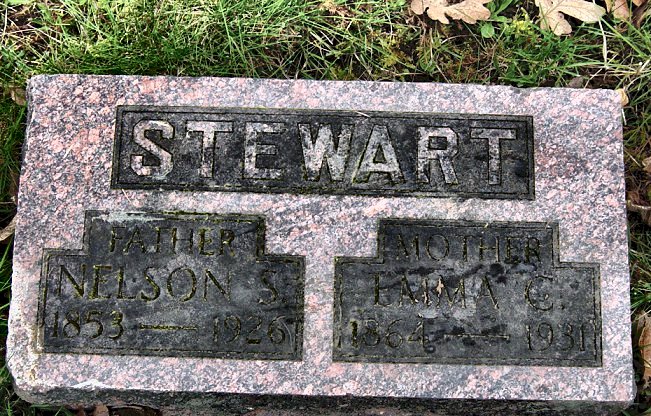 STEWART
FATHER
NELSON S.
1853 — 1926
MOTHER
EMMA C.
1864 — 1931